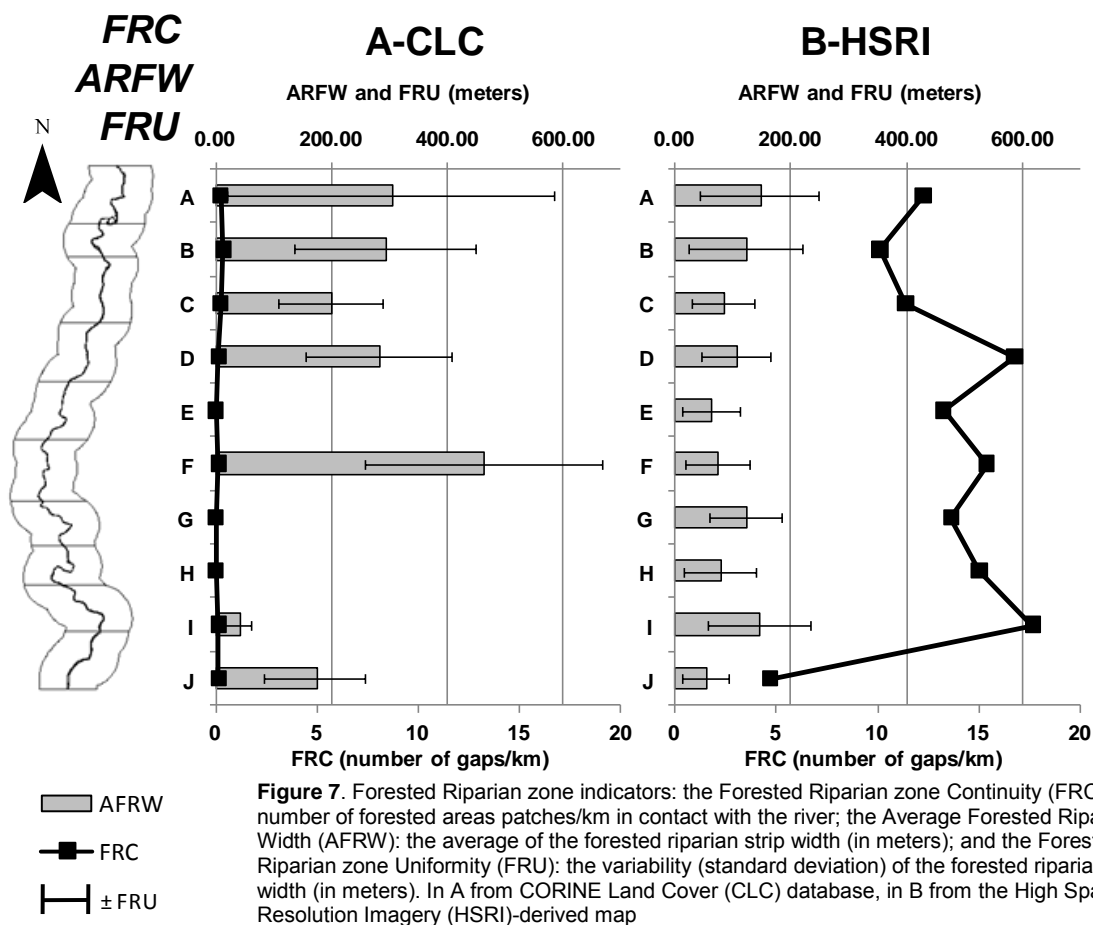 FRC
ARFW
FRU
N
A-CLC
ARFW and FRU (meters)
0.00 200.00 400.00 600.00
A
B
C
D
E
F
G
H
I
J
0 5 10 15 20
FRC (number of gaps/km)
B-HSRI
ARFW and FRU (meters)
0.00 200.00 400.00 600.00
A
B
C
D
E
F
G
H
I
J
0 5 10 15 20
FRC (number of gaps/km)
AFRW
FRC
± FRU
Figure 7. Forested Riparian zone indicators: the Forested Riparian zone Continuity (FRC
number of forested areas patches/km in contact with the river; the Average Forested Ripa
Width (AFRW): the average of the forested riparian strip width (in meters); and the Fores
Riparian zone Uniformity (FRU): the variability (standard deviation) of the forested riparia
width (in meters). In A from CORINE Land Cover (CLC) database, in B from the High Spa
Resolution Imagery (HSRI)-derived map